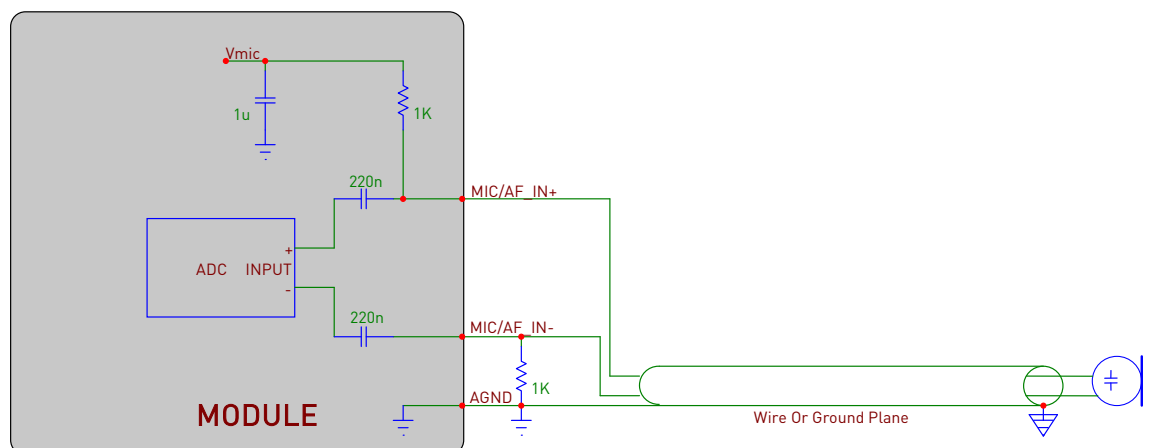 Vmic
1u
1K
220n
MIC/AF_IN+
+
ADC INPUT
-
220n
MIC/AF_IN-
1K
AGND
MODULE
Wire Or Ground Plane